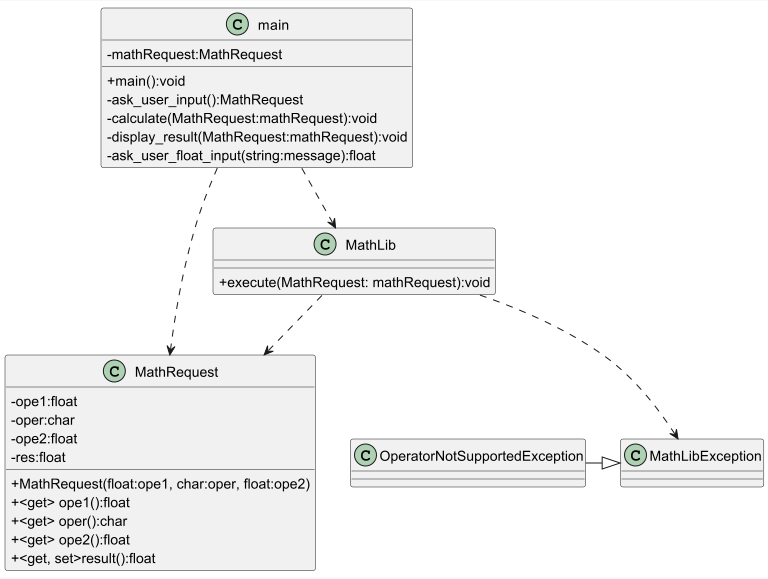 C main
-mathRequest:MathRequest
+main():void
-ask_user_input():MathRequest
-calculate(MathRequest:mathRequest):void
-display_result(MathRequest:mathRequest):void
-ask_user_float_input(string:message):float
C MathLib
+execute(MathRequest: mathRequest):void
C MathRequest
-ope1:float
-oper:char
-ope2:float
-res:float
+MathRequest(float:ope1, char:oper, float:ope2)
+<get> ope1():float
+<get> oper():char
+<get> ope2():float
+<get, set>result():float
C OperatorNotSupportedException
C MathLibException